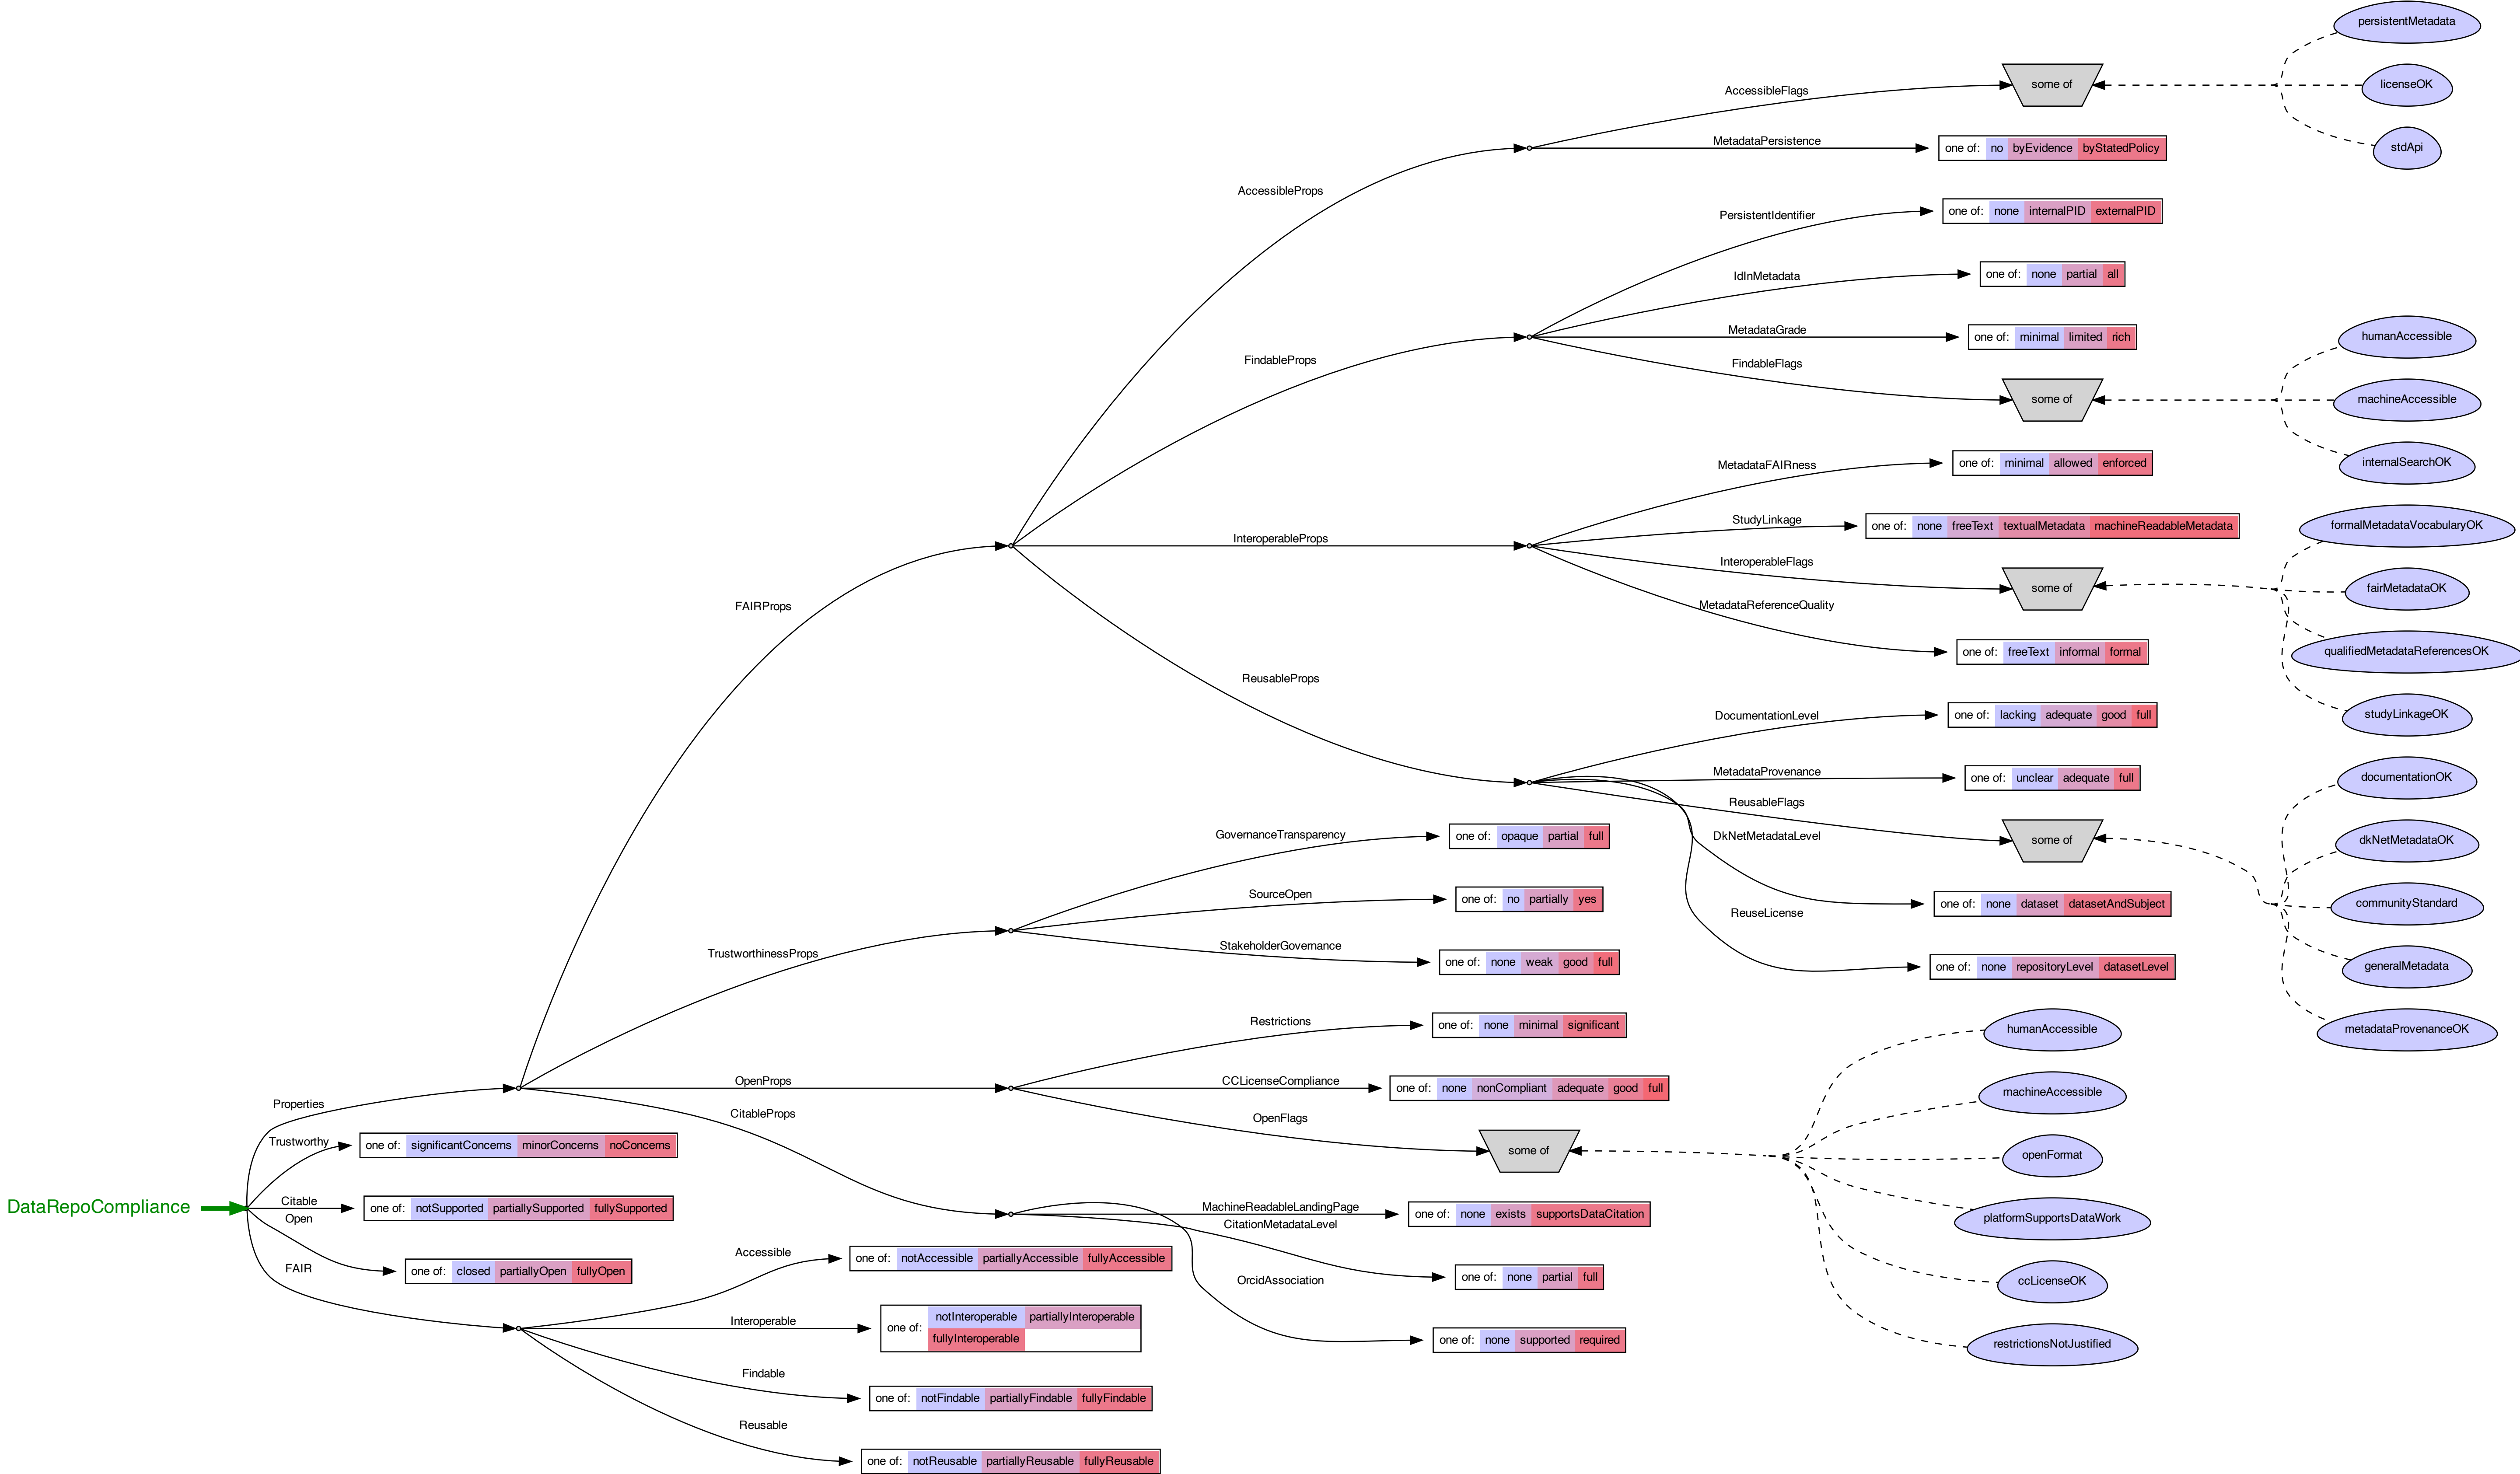 persistentMetadata
AccessibleFlags
some of
licenseOK
MetadataPersistence
one of: no byEvidence byStatedPolicy
stdApi
AccessibleProps
PersistentIdentifier
one of: none internalPID externalPID
IdInMetadata
one of: none partial all
MetadataGrade
one of: minimal limited rich
humanAccessible
FindableProps
FindableFlags
some of
machineAccessible
MetadataFAIRness
one of: minimal allowed enforced
internalSearchOK
StudyLinkage
one of: none freeText textualMetadata machineReadableMetadata
formalMetadataVocabularyOK
InteroperableProps
InteroperableFlags
some of
fairMetadataOK
FAIRProps
MetadataReferenceQuality
one of: freeText informal formal
qualifiedMetadataReferencesOK
ReusableProps
DocumentationLevel
one of: lacking adequate good full
studyLinkageOK
MetadataProvenance
one of: unclear adequate full
documentationOK
ReusableFlags
some of
GovernanceTransparency
one of: opaque partial full
DkNetMetadataLevel
dkNetMetadataOK
SourceOpen
one of: no partially yes
one of: none dataset datasetAndSubject
communityStandard
ReuseLicense
TrustworthinessProps
StakeholderGovernance
one of: none weak good full
one of: none repositoryLevel datasetLevel
generalMetadata
Restrictions
one of: none minimal significant
humanAccessible
metadataProvenanceOK
OpenProps
CCLicenseCompliance
one of: none nonCompliant adequate good full
machineAccessible
Properties
CitableProps
OpenFlags
some of
openFormat
Trustworthy
one of: significantConcerns minorConcerns noConcerns
DataRepoCompliance
Citable
one of: notSupported partiallySupported fullySupported
MachineReadableLandingPage
one of: none exists supportsDataCitation
platformSupportsDataWork
Open
CitationMetadataLevel
one of: closed partiallyOpen fullyOpen
Accessible
one of: notAccessible partiallyAccessible fullyAccessible
FAIR
OrcidAssociation
one of: none partial full
ccLicenseOK
Interoperable
one of: notInteroperable partiallyInteroperable
fullyInteroperable
one of: none supported required
restrictionsNotJustified
Findable
one of: notFindable partiallyFindable fullyFindable
Reusable
one of: notReusable partiallyReusable fullyReusable